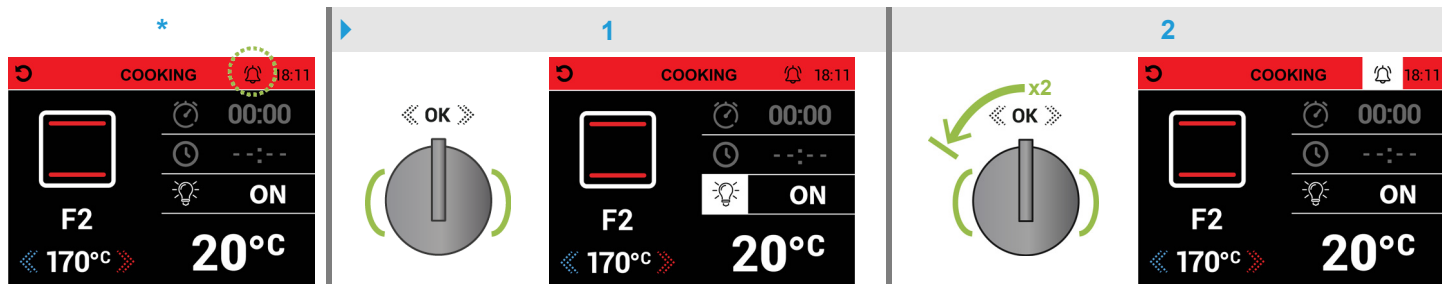 *
COOKING 18:11
00:00
--:--
ON
F2
170°C
20°C
1
OK
COOKING 18:11
00:00
--:--
ON
F2
170°C
20°C
2
x2
OK
COOKING 18:11
00:00
--:--
ON
F2
170°C
20°C